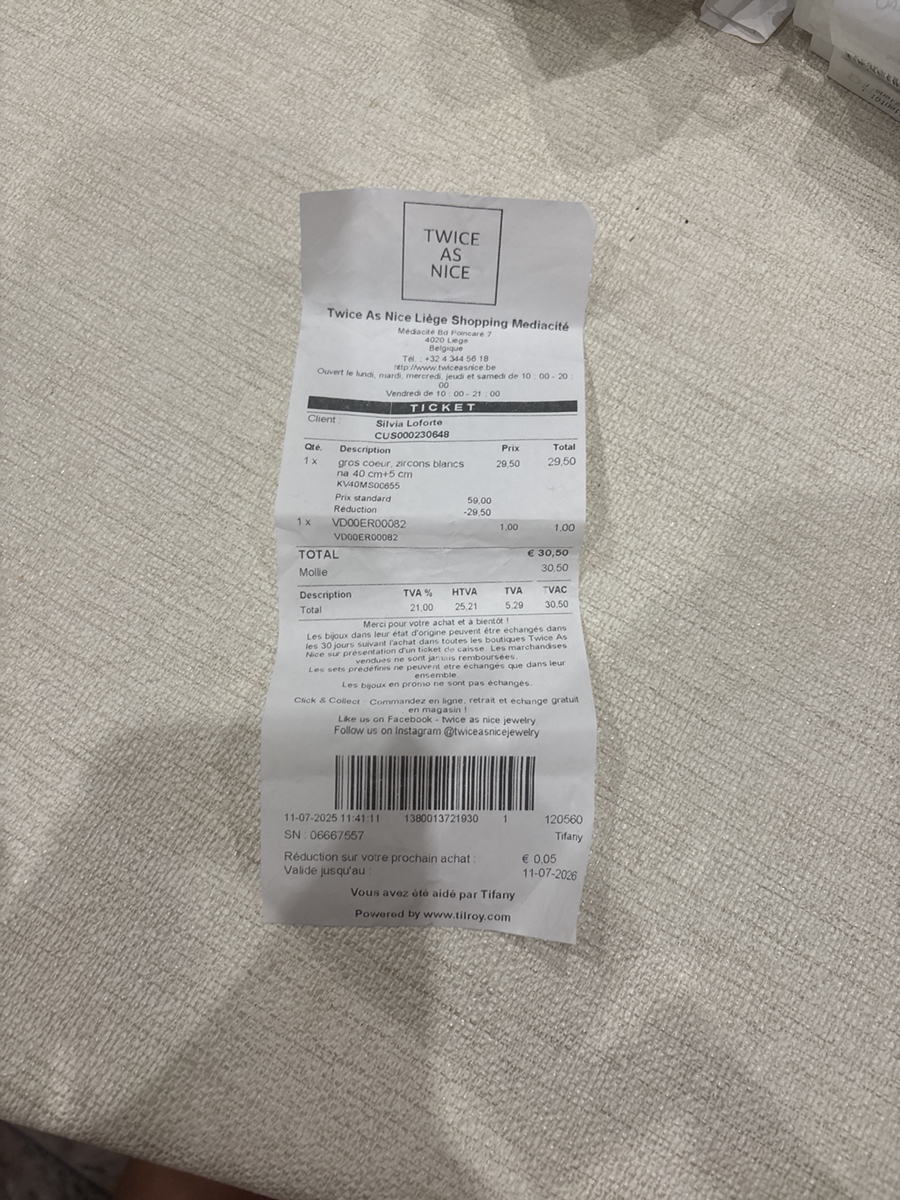 TWICE
AS
NICE
Twice As Nice Liège Shopping Mediacité
Médiacité Bd Poincaré 7
4020 Liège
Belgique
Tél. : +32 4 344 56 18
http://www.twiceasnice.be
Ouvert le lundi, mardi, mercredi, jeudi et samedi de 10 : 00 - 20 :
00
Vendredi de 10 : 00 - 21 : 00
TICKET
Client : Silvia Loforte
CUS000230648
Qté. Description Prix Total
1 x gros coeur, zircons blancs 29,50 29,50
na 40 cm+5 cm
KV40MS00655
Prix standard 59,00
Réduction -29,50
1 x VD00ER00082 1,00 1,00
VD00ER00082
TOTAL € 30,50
Mollie 30,50
Description TVA % HTVA TVA TVAC
Total 21,00 25,21 5,29 30,50
Merci pour votre achat et à bientôt !
Les bijoux dans leur état d'origine peuvent être échangés dans
les 30 jours suivant l'achat dans toutes les boutiques Twice As
Nice sur présentation d'un ticket de caisse. Les marchandises
vendues ne sont jamais remboursées.
Les sets prédéfinis ne peuvent être échangés que dans leur
ensemble.
Les bijoux en promo ne sont pas échangés.
Click & Collect : Commandez en ligne, retrait et echange gratuit
en magasin !
Like us on Facebook - twice as nice jewelry
Follow us on Instagram @twiceasnicejewelry
11-07-2025 11:41:11 1380013721930 1 120560
SN : 06667557 Tifany
Réduction sur votre prochain achat : € 0,05
Valide jusqu'au : 11-07-2026
Vous avez été aidé par Tifany
Powered by www.tilroy.com